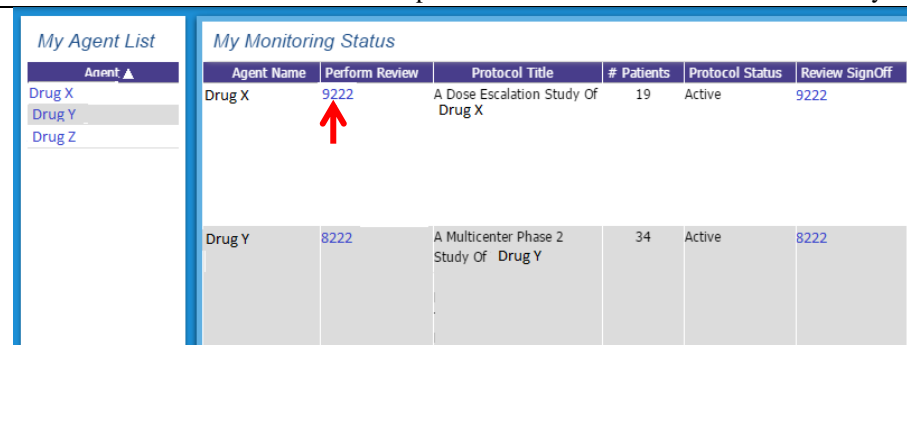 My Agent List
Agent ▲
Drug X
Drug Y
Drug Z
My Monitoring Status
Agent Name Perform Review Protocol Title # Patients Protocol Status Review SignOff
Drug X 9222 A Dose Escalation Study Of 19 Active 9222
Drug X
Drug Y 8222 A Multicenter Phase 2 34 Active 8222
Study Of Drug Y